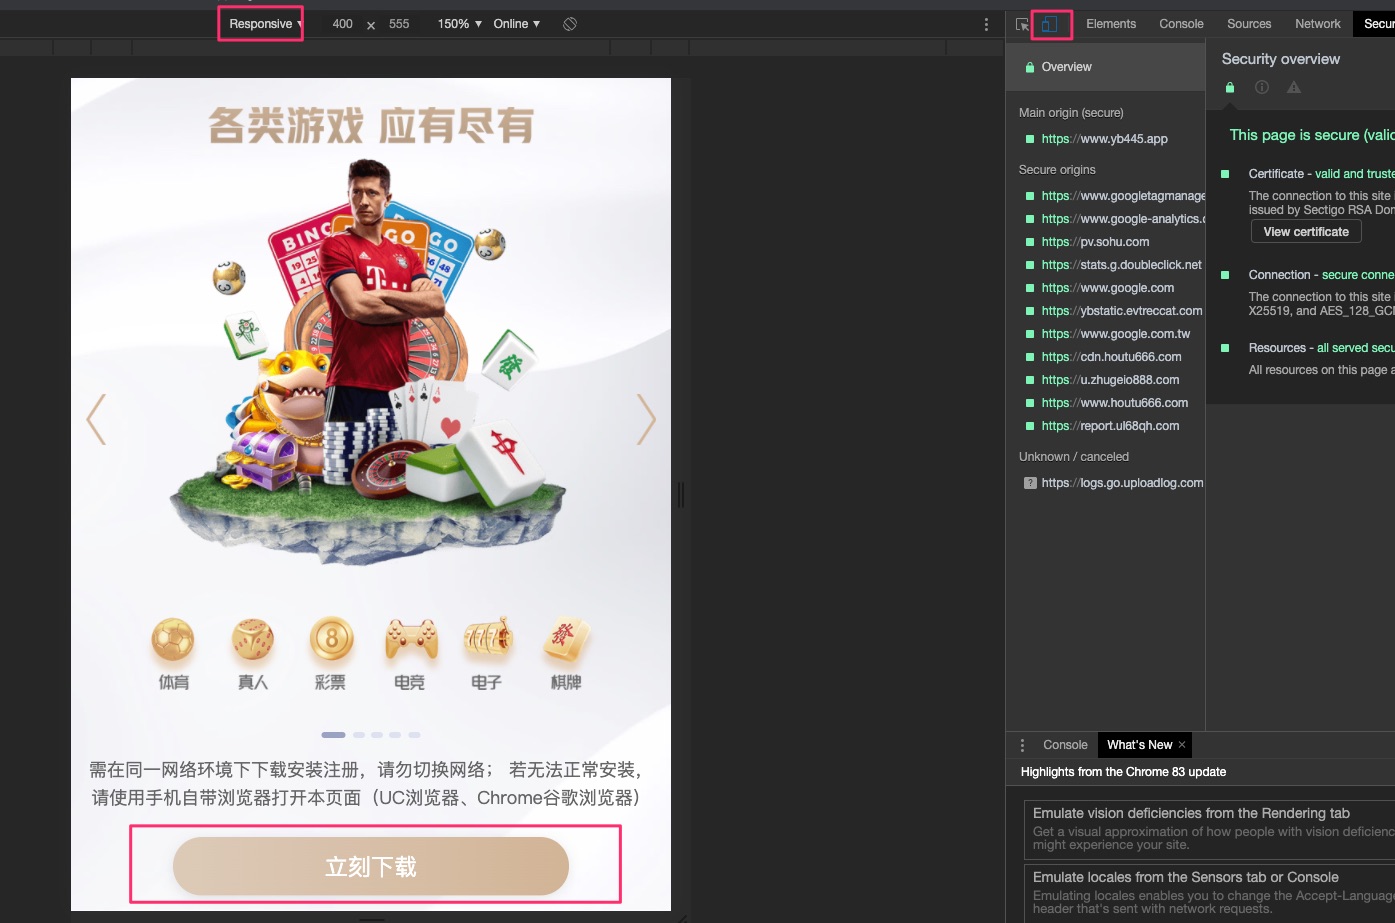 Responsive
400 × 555
150%
Online
Elements
Console
Sources
Network
Secur
各类游戏 应有尽有
BINGO
体育
真人
彩票
电竞
电子
棋牌
需在同一网络环境下下载安装注册，请勿切换网络； 若无法正常安装，
请使用手机自带浏览器打开本页面（UC浏览器、Chrome谷歌浏览器）
立刻下载
Overview
Main origin (secure)
https://www.yb445.app
Secure origins
https://www.googletagmanage
https://www.google-analytics.c
https://pv.sohu.com
https://stats.g.doubleclick.net
https://www.google.com
https://ybstatic.evtreccat.com
https://www.google.com.tw
https://cdn.houtu666.com
https://u.zhugeio888.com
https://www.houtu666.com
https://report.ul68qh.com
Unknown / canceled
https://logs.go.uploadlog.com
Security overview
This page is secure (valid
Certificate - valid and truste
The connection to this site i
issued by Sectigo RSA Don
View certificate
Connection - secure conne
The connection to this site i
X25519, and AES_128_GCM
Resources - all served secu
All resources on this page a
Console
What's New ×
Highlights from the Chrome 83 update
Emulate vision deficiencies from the Rendering tab
Get a visual approximation of how people with vision deficienc
might experience your site.
Emulate locales from the Sensors tab or Console
Emulating locales enables you to change the Accept-Language
header that's sent with network requests.